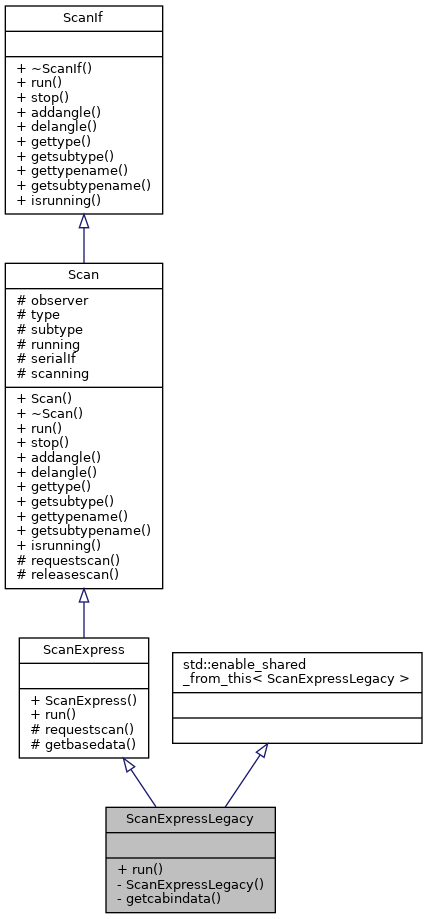 ScanIf
+ ~ScanIf()
+ run()
+ stop()
+ addangle()
+ delangle()
+ gettype()
+ getsubtype()
+ gettypename()
+ getsubtypename()
+ isrunning()
Scan
# observer
# type
# subtype
# running
# serialIf
# scanning
+ Scan()
+ ~Scan()
+ run()
+ stop()
+ addangle()
+ delangle()
+ gettype()
+ getsubtype()
+ gettypename()
+ getsubtypename()
+ isrunning()
# requestscan()
# releasescan()
ScanExpress
+ ScanExpress()
+ run()
# requestscan()
# getbasedata()
std::enable_shared
_from_this< ScanExpressLegacy >
ScanExpressLegacy
+ run()
- ScanExpressLegacy()
- getcabindata()